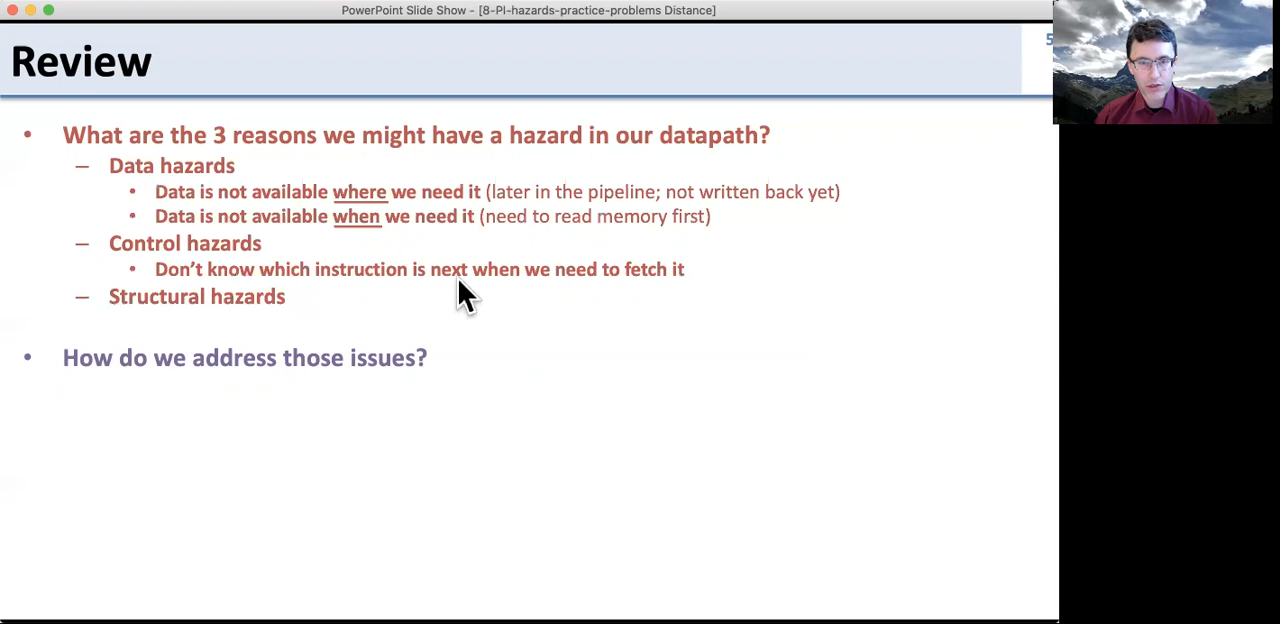 PowerPoint Slide Show - [8-PI-hazards-practice-problems Distance]
Review
5
• What are the 3 reasons we might have a hazard in our datapath?
– Data hazards
• Data is not available where we need it (later in the pipeline; not written back yet)
• Data is not available when we need it (need to read memory first)
– Control hazards
• Don’t know which instruction is next when we need to fetch it
– Structural hazards
• How do we address those issues?